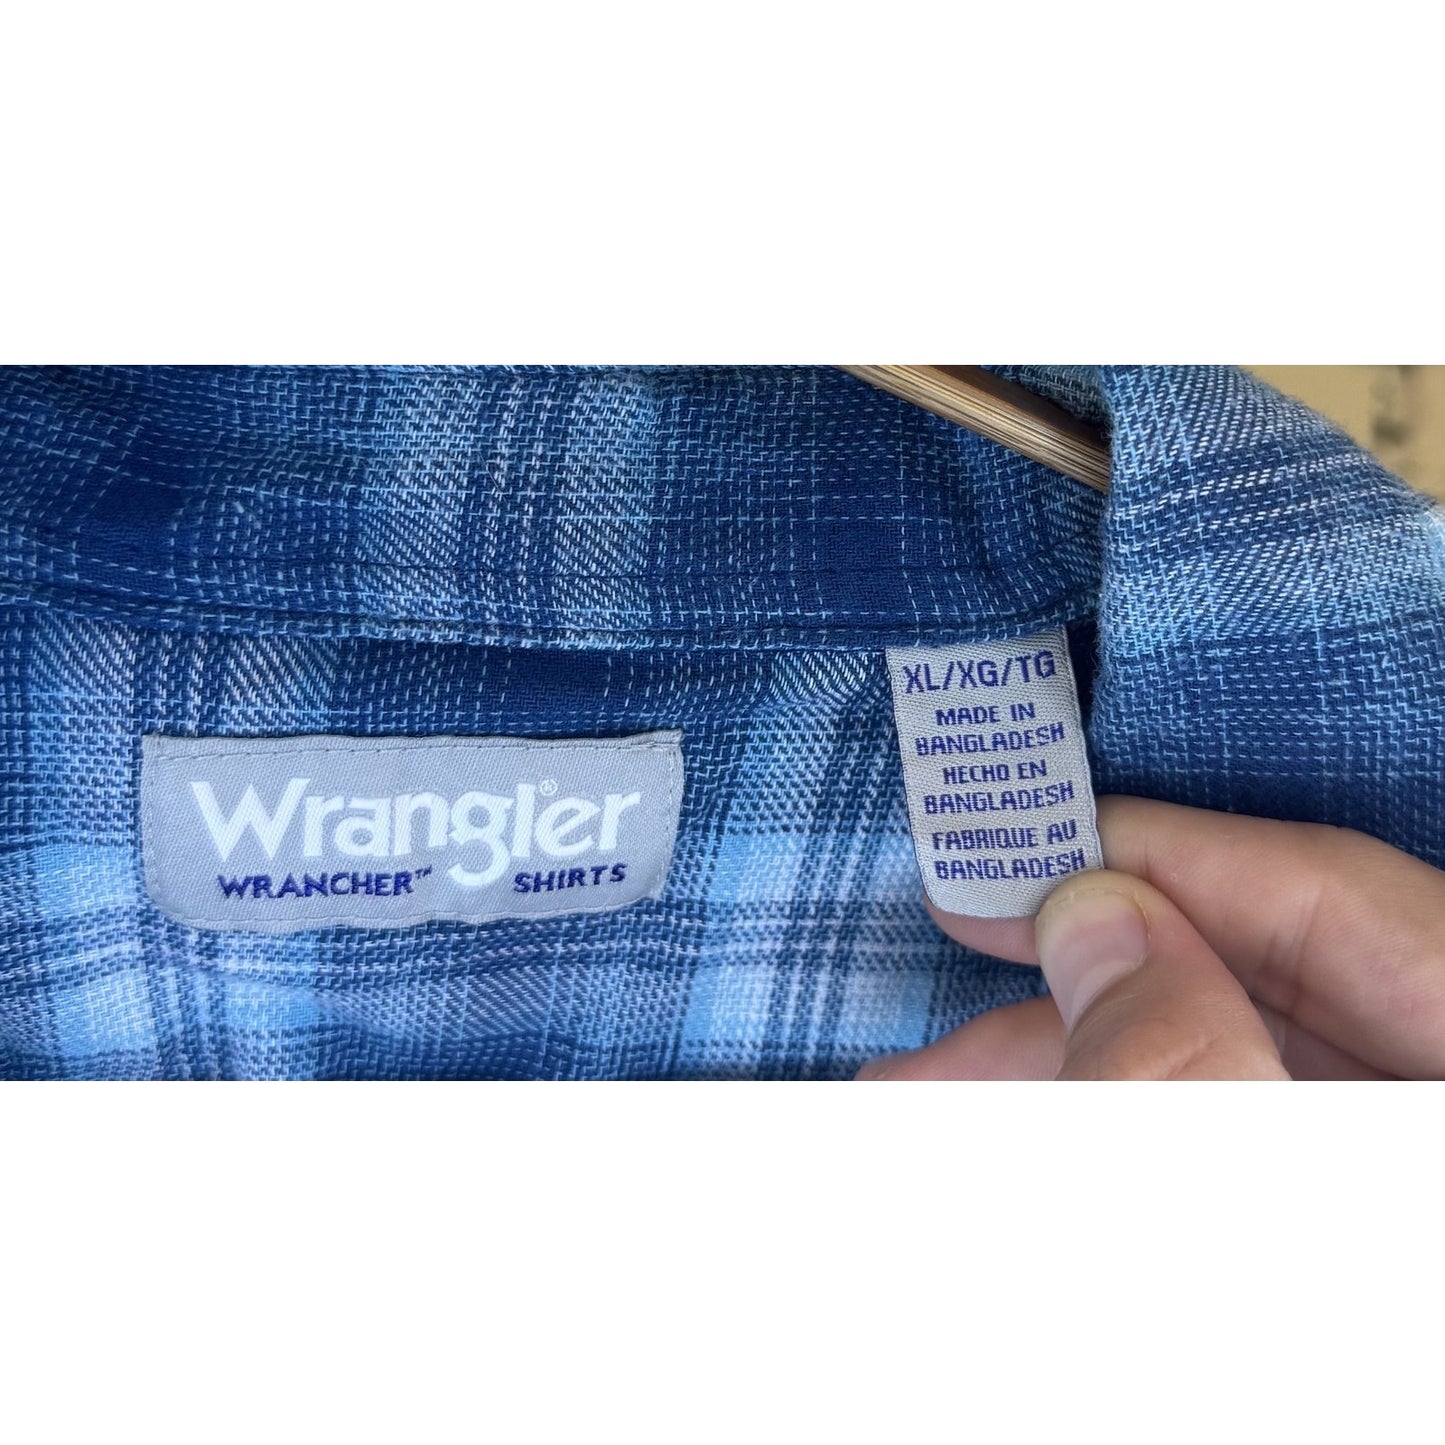 Wrangler®
WRANCHER™ SHIRTS
XL/XG/TG
MADE IN
BANGLADESH
HECHO EN
BANGLADESH
FABRIQUE AU
BANGLADESH